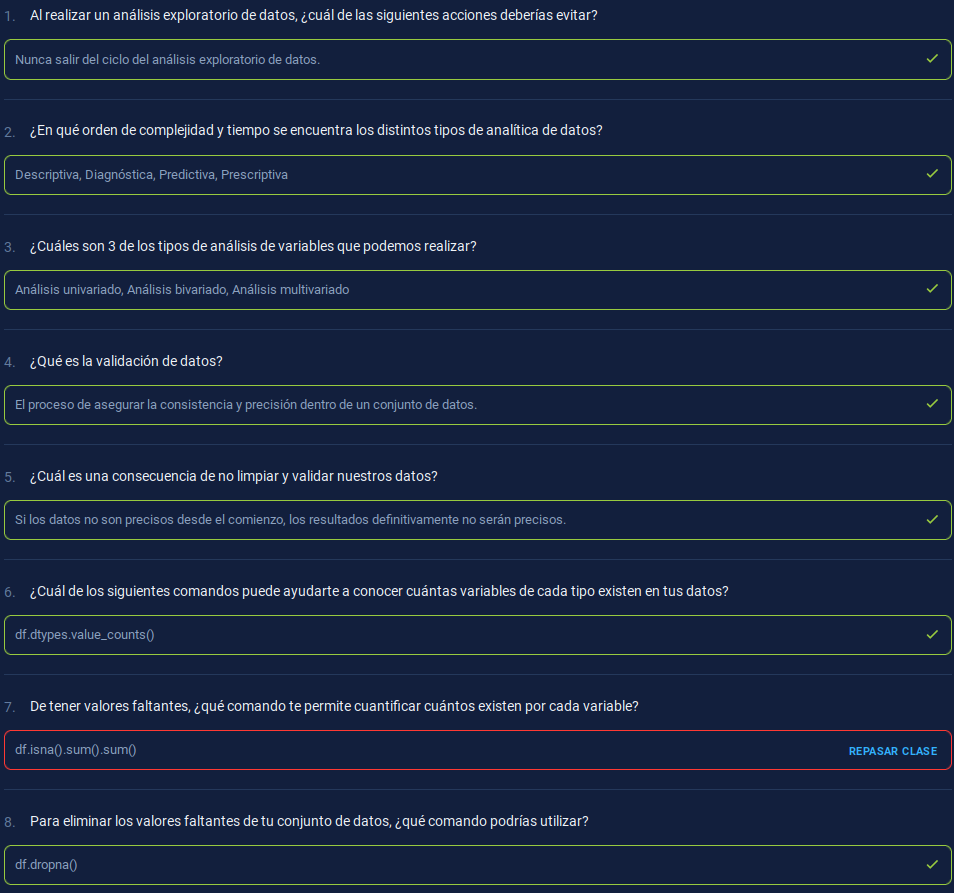 1. Al realizar un análisis exploratorio de datos, ¿cuál de las siguientes acciones deberías evitar?
Nunca salir del ciclo del análisis exploratorio de datos.
2. ¿En qué orden de complejidad y tiempo se encuentra los distintos tipos de analítica de datos?
Descriptiva, Diagnóstica, Predictiva, Prescriptiva
3. ¿Cuáles son 3 de los tipos de análisis de variables que podemos realizar?
Análisis univariado, Análisis bivariado, Análisis multivariado
4. ¿Qué es la validación de datos?
El proceso de asegurar la consistencia y precisión dentro de un conjunto de datos.
5. ¿Cuál es una consecuencia de no limpiar y validar nuestros datos?
Si los datos no son precisos desde el comienzo, los resultados definitivamente no serán precisos.
6. ¿Cuál de los siguientes comandos puede ayudarte a conocer cuántas variables de cada tipo existen en tus datos?
df.dtypes.value_counts()
7. De tener valores faltantes, ¿qué comando te permite cuantificar cuántos existen por cada variable?
df.isna().sum().sum() REPASAR CLASE
8. Para eliminar los valores faltantes de tu conjunto de datos, ¿qué comando podrías utilizar?
df.dropna()